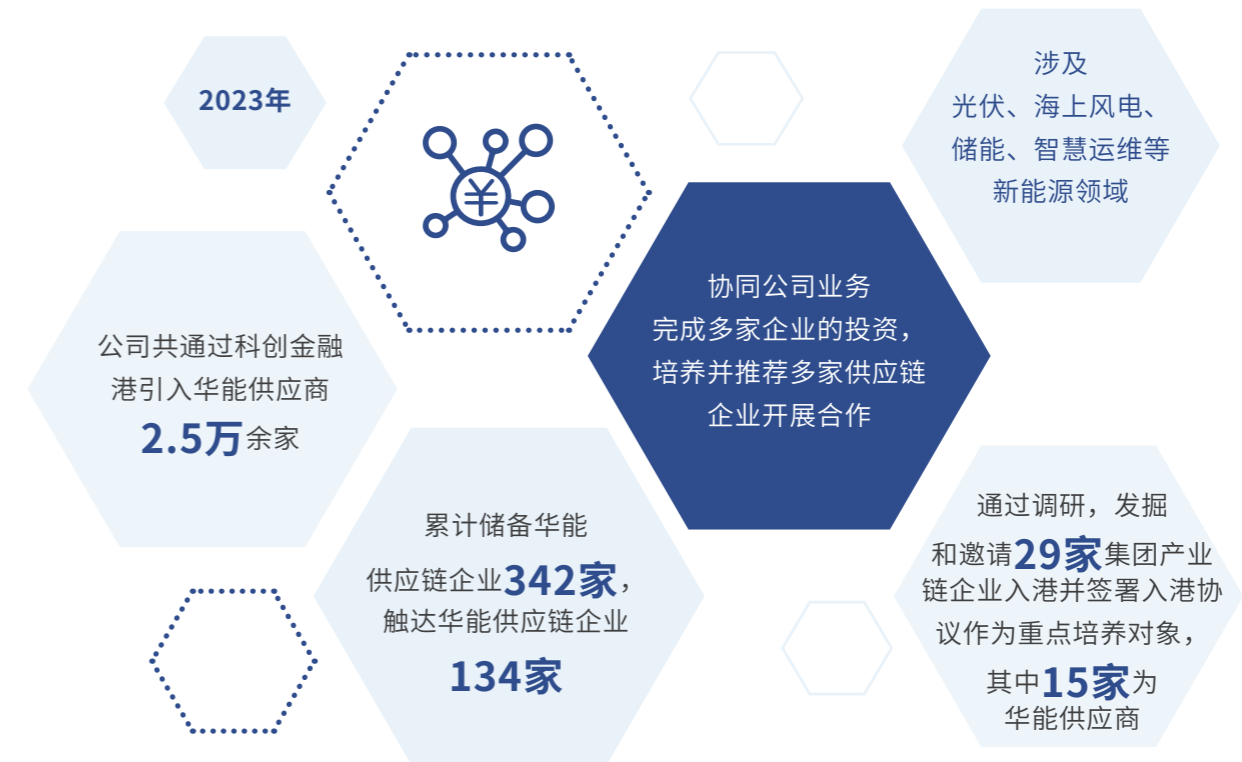 2023年
公司共通过科创金融
港引入华能供应商
2.5万余家
累计储备华能
供应链企业342家，
触达华能供应链企业
134家
协同公司业务
完成多家企业的投资，
培养并推荐多家供应链
企业开展合作
涉及
光伏、海上风电、
储能、智慧运维等
新能源领域
通过调研，发掘
和邀请29家集团产业
链企业入港并签署入港协
议作为重点培养对象，
其中15家为
华能供应商